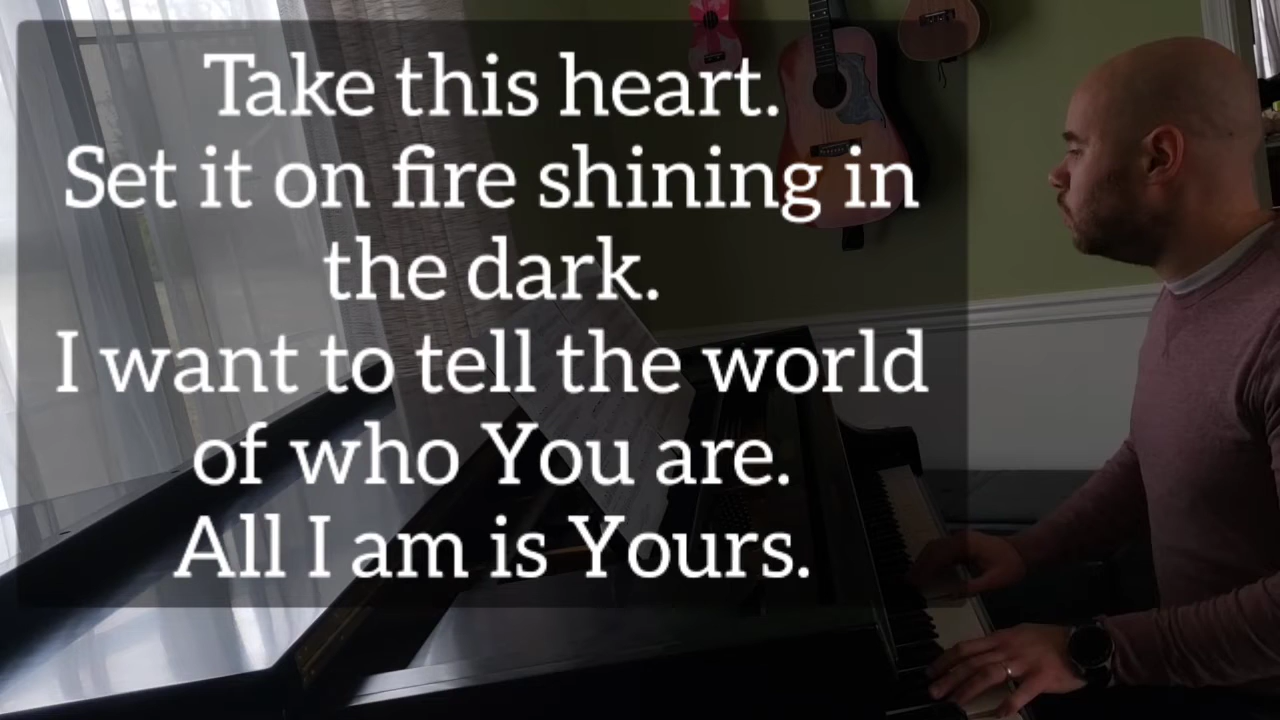 Take this heart.
Set it on fire shining in
the dark.
I want to tell the world
of who You are.
All I am is Yours.